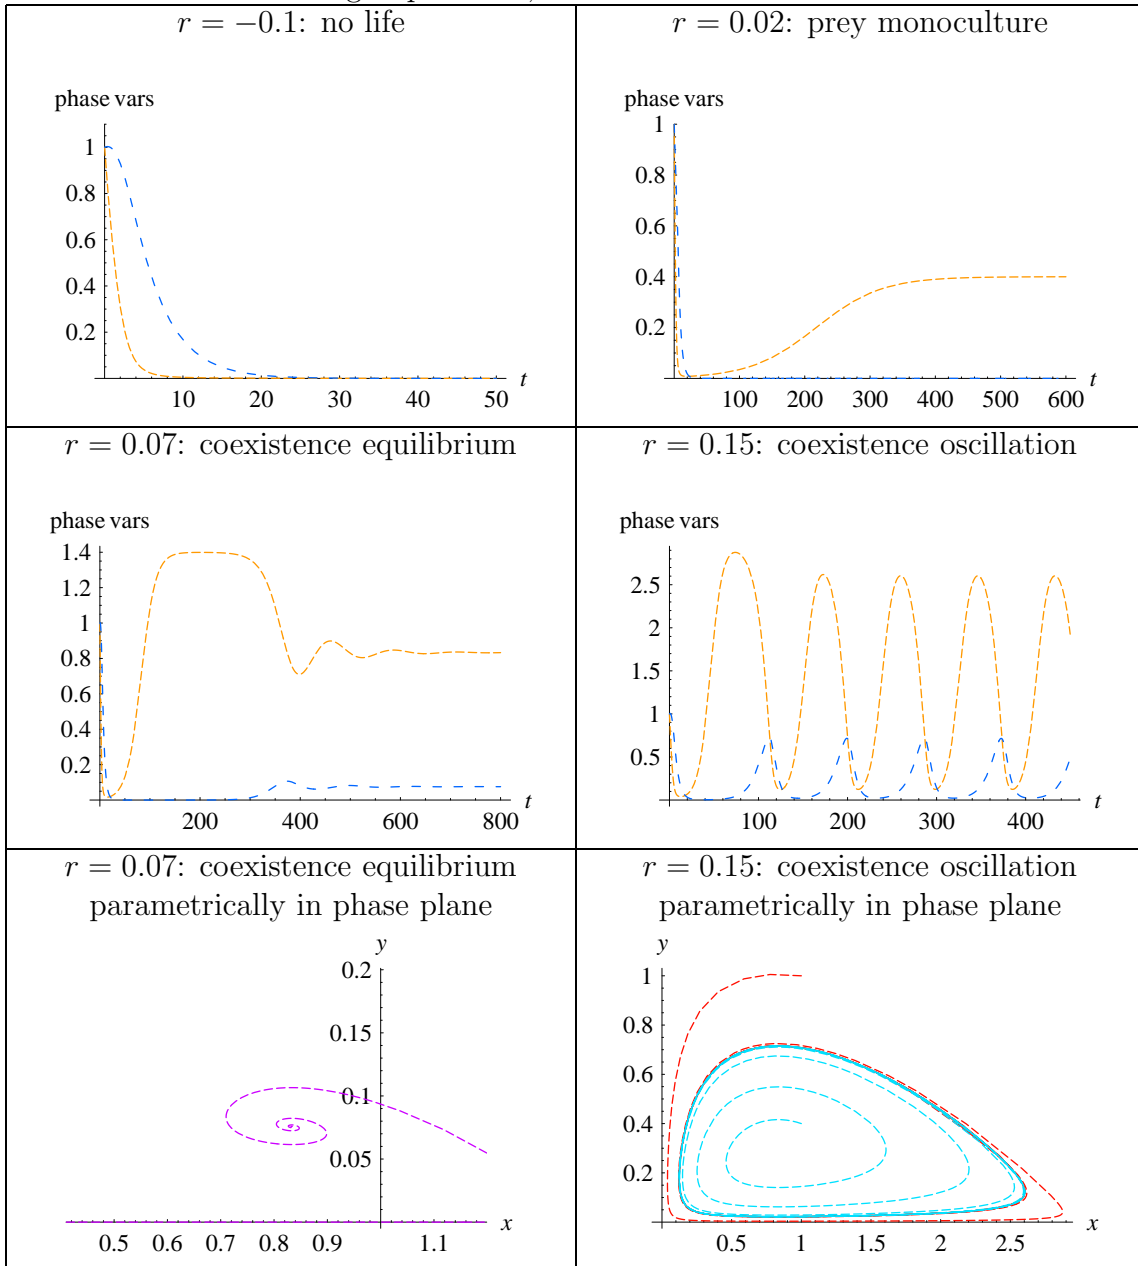 r = −0.1: no life
phase vars
1
0.8
0.6
0.4
0.2
10 20 30 40 50 t
r = 0.02: prey monoculture
phase vars
1
0.8
0.6
0.4
0.2
100 200 300 400 500 600 t
r = 0.07: coexistence equilibrium
phase vars
1.4
1.2
1
0.8
0.6
0.4
0.2
200 400 600 800 t
r = 0.15: coexistence oscillation
phase vars
2.5
2
1.5
1
0.5
100 200 300 400 t
r = 0.07: coexistence equilibrium
parametrically in phase plane
y
0.2
0.15
0.1
0.05
0.5 0.6 0.7 0.8 0.9 1.1 x
r = 0.15: coexistence oscillation
parametrically in phase plane
y
1
0.8
0.6
0.4
0.2
0.5 1 1.5 2 2.5 x